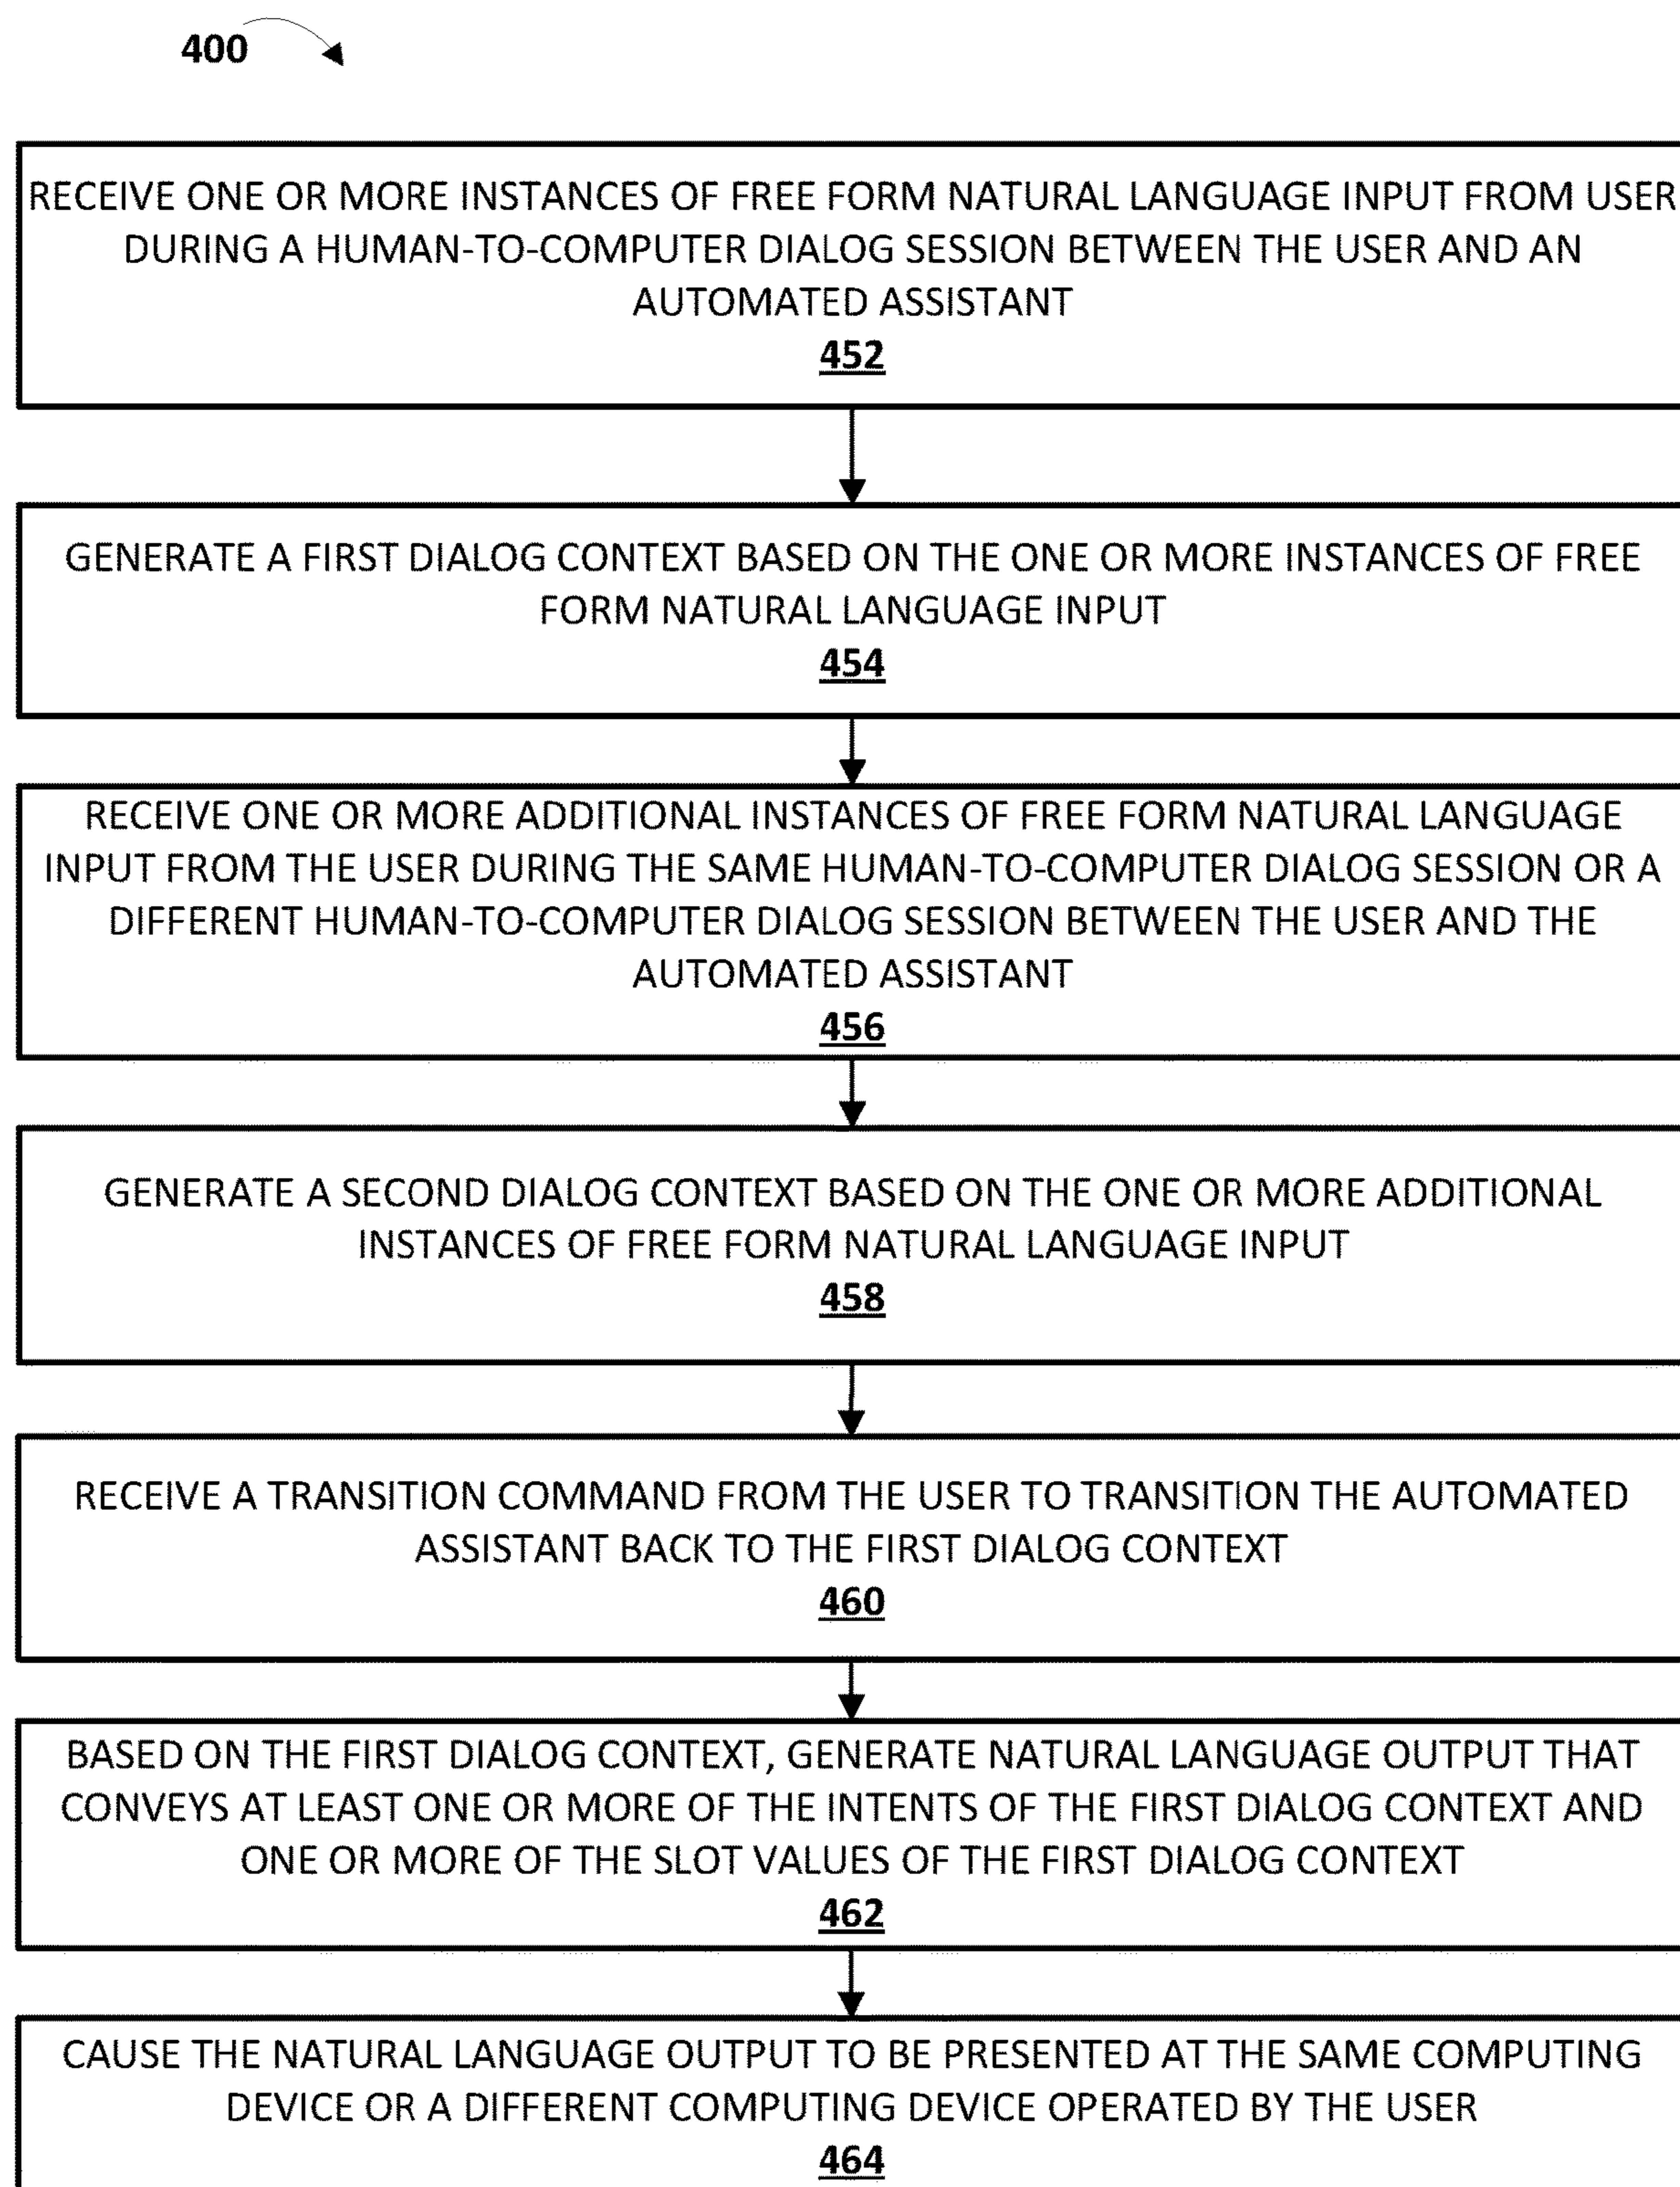 400
RECEIVE ONE OR MORE INSTANCES OF FREE FORM NATURAL LANGUAGE INPUT FROM USER
DURING A HUMAN-TO-COMPUTER DIALOG SESSION BETWEEN THE USER AND AN
AUTOMATED ASSISTANT
452
GENERATE A FIRST DIALOG CONTEXT BASED ON THE ONE OR MORE INSTANCES OF FREE
FORM NATURAL LANGUAGE INPUT
454
RECEIVE ONE OR MORE ADDITIONAL INSTANCES OF FREE FORM NATURAL LANGUAGE
INPUT FROM THE USER DURING THE SAME HUMAN-TO-COMPUTER DIALOG SESSION OR A
DIFFERENT HUMAN-TO-COMPUTER DIALOG SESSION BETWEEN THE USER AND THE
AUTOMATED ASSISTANT
456
GENERATE A SECOND DIALOG CONTEXT BASED ON THE ONE OR MORE ADDITIONAL
INSTANCES OF FREE FORM NATURAL LANGUAGE INPUT
458
RECEIVE A TRANSITION COMMAND FROM THE USER TO TRANSITION THE AUTOMATED
ASSISTANT BACK TO THE FIRST DIALOG CONTEXT
460
BASED ON THE FIRST DIALOG CONTEXT, GENERATE NATURAL LANGUAGE OUTPUT THAT
CONVEYS AT LEAST ONE OR MORE OF THE INTENTS OF THE FIRST DIALOG CONTEXT AND
ONE OR MORE OF THE SLOT VALUES OF THE FIRST DIALOG CONTEXT
462
CAUSE THE NATURAL LANGUAGE OUTPUT TO BE PRESENTED AT THE SAME COMPUTING
DEVICE OR A DIFFERENT COMPUTING DEVICE OPERATED BY THE USER
464